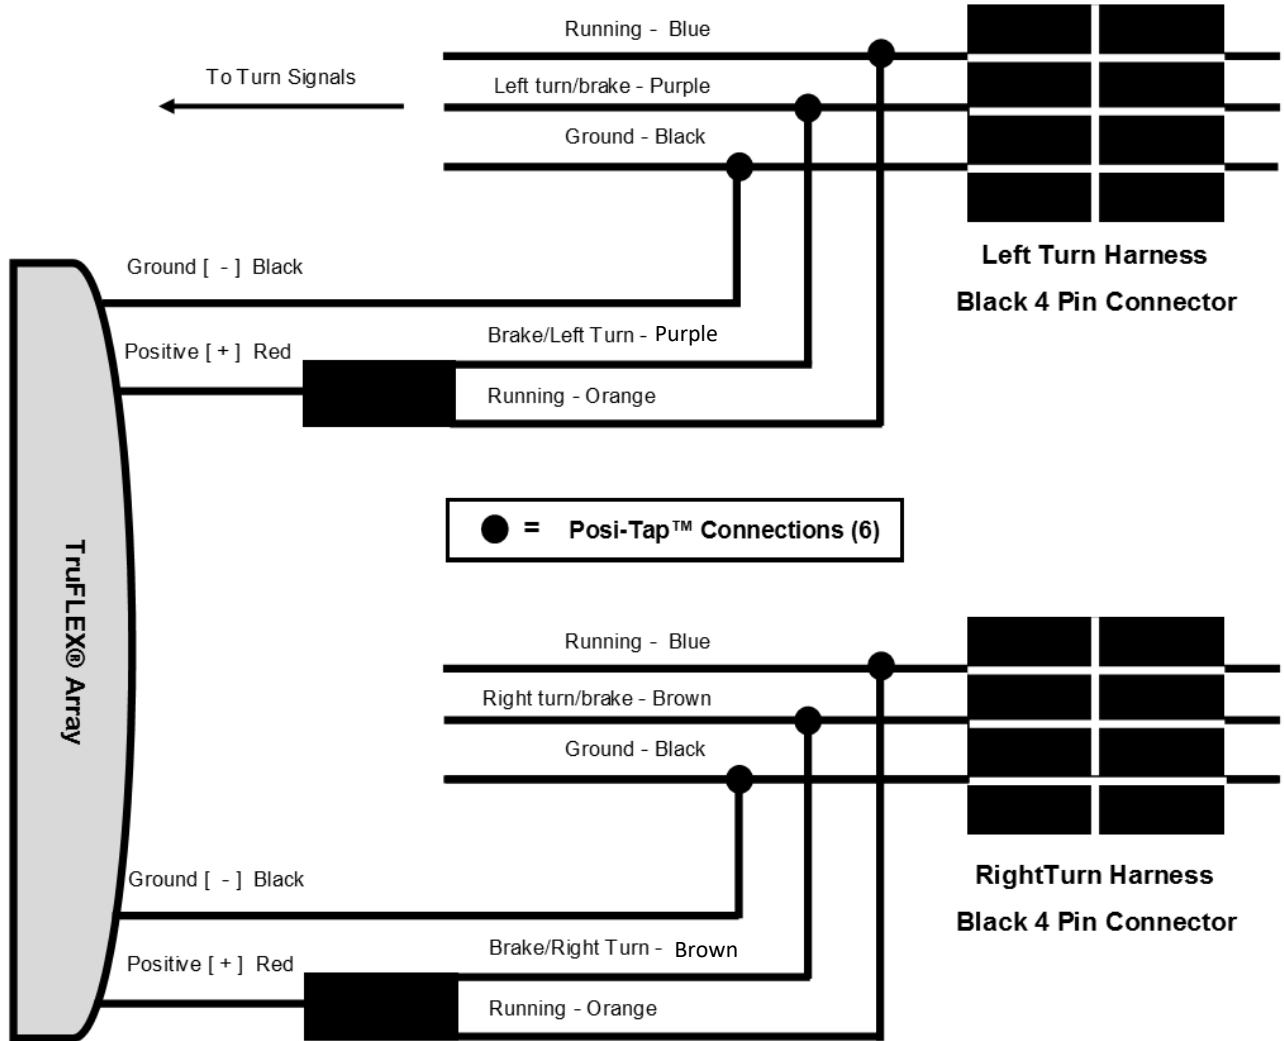 Running - Blue
To Turn Signals
Left turn/brake - Purple
Ground - Black
Left Turn Harness
Black 4 Pin Connector
Ground [ - ] Black
Brake/Left Turn - Purple
Positive [ + ] Red
Running - Orange
= Posi-Tap™ Connections (6)
TruFLEX® Array
Running - Blue
Right turn/brake - Brown
Ground - Black
RightTurn Harness
Black 4 Pin Connector
Ground [ - ] Black
Brake/Right Turn - Brown
Positive [ + ] Red
Running - Orange